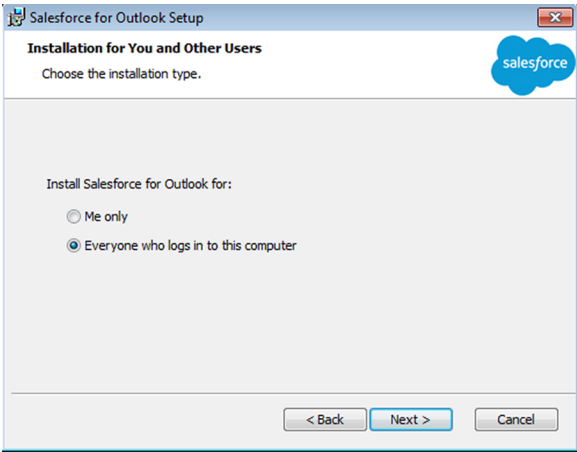 Salesforce for Outlook Setup
Installation for You and Other Users
Choose the installation type.
salesforce
Install Salesforce for Outlook for:
Me only
Everyone who logs in to this computer
< Back
Next >
Cancel